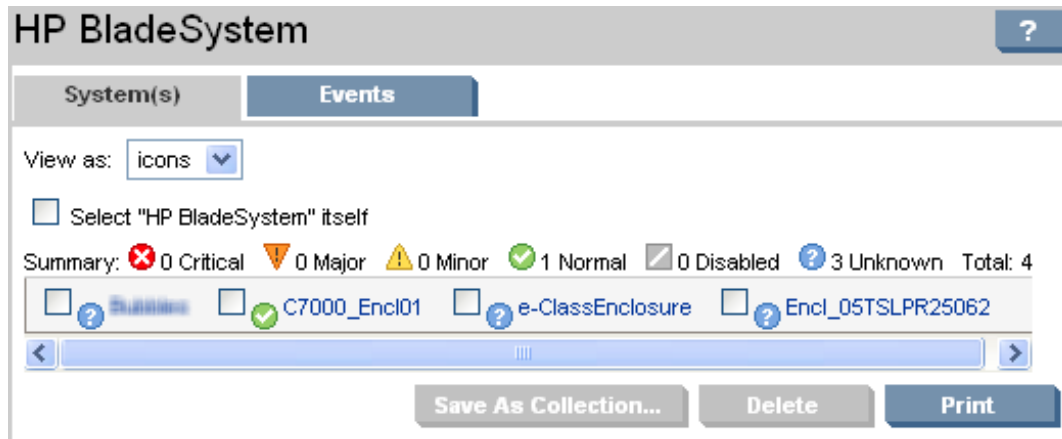 HP BladeSystem
?
System(s) Events
View as: icons
Select "HP BladeSystem" itself
Summary: 0 Critical 0 Major 0 Minor 1 Normal 0 Disabled ? 3 Unknown Total: 4
? C7000_Encl01 ? e-ClassEnclosure ? Encl_05TSLPR25062
Save As Collection... Delete Print